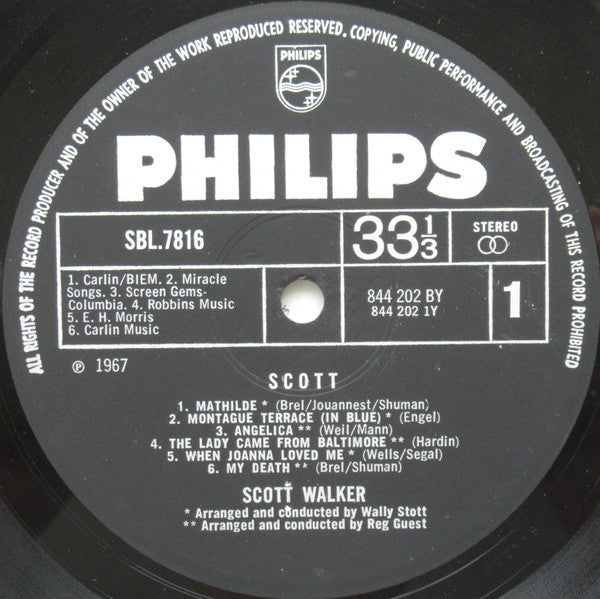 ALL RIGHTS OF THE RECORD PRODUCER AND OF THE OWNER OF THE WORK REPRODUCED RESERVED. COPYING, PUBLIC PERFORMANCE AND BROADCASTING OF THIS RECORD PROHIBITED
PHILIPS
PHILIPS
SBL.7816
33 1/3
STEREO
1. Carlin/BIEM. 2. Miracle
Songs. 3. Screen Gems-
Columbia. 4. Robbins Music
5. E. H. Morris
6. Carlin Music
844 202 BY
844 202 1Y
1
℗ 1967
SCOTT
1. MATHILDE * (Brel/Jouannest/Shuman)
2. MONTAGUE TERRACE (IN BLUE) * (Engel)
3. ANGELICA ** (Weil/Mann)
4. THE LADY CAME FROM BALTIMORE ** (Hardin)
5. WHEN JOANNA LOVED ME * (Wells/Segal)
6. MY DEATH ** (Brel/Shuman)
SCOTT WALKER
* Arranged and conducted by Wally Stott
** Arranged and conducted by Reg Guest